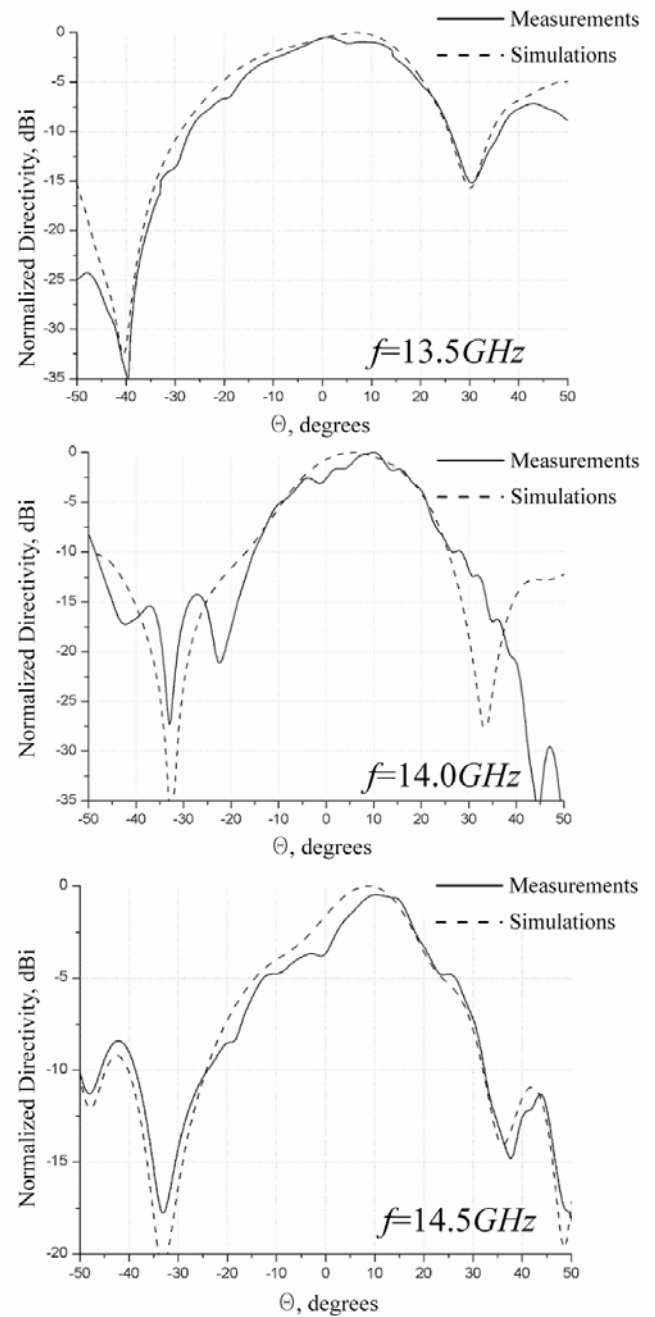 Measurements
Simulations
Normalized Directivity, dBi
0
-5
-10
-15
-20
-25
-30
-35
f=13.5GHz
-50 -40 -30 -20 -10 0 10 20 30 40 50
Θ, degrees
Measurements
Simulations
Normalized Directivity, dBi
0
-5
-10
-15
-20
-25
-30
-35
f=14.0GHz
-50 -40 -30 -20 -10 0 10 20 30 40 50
Θ, degrees
Measurements
Simulations
Normalized Directivity, dBi
0
-5
-10
-15
-20
f=14.5GHz
-50 -40 -30 -20 -10 0 10 20 30 40 50
Θ, degrees